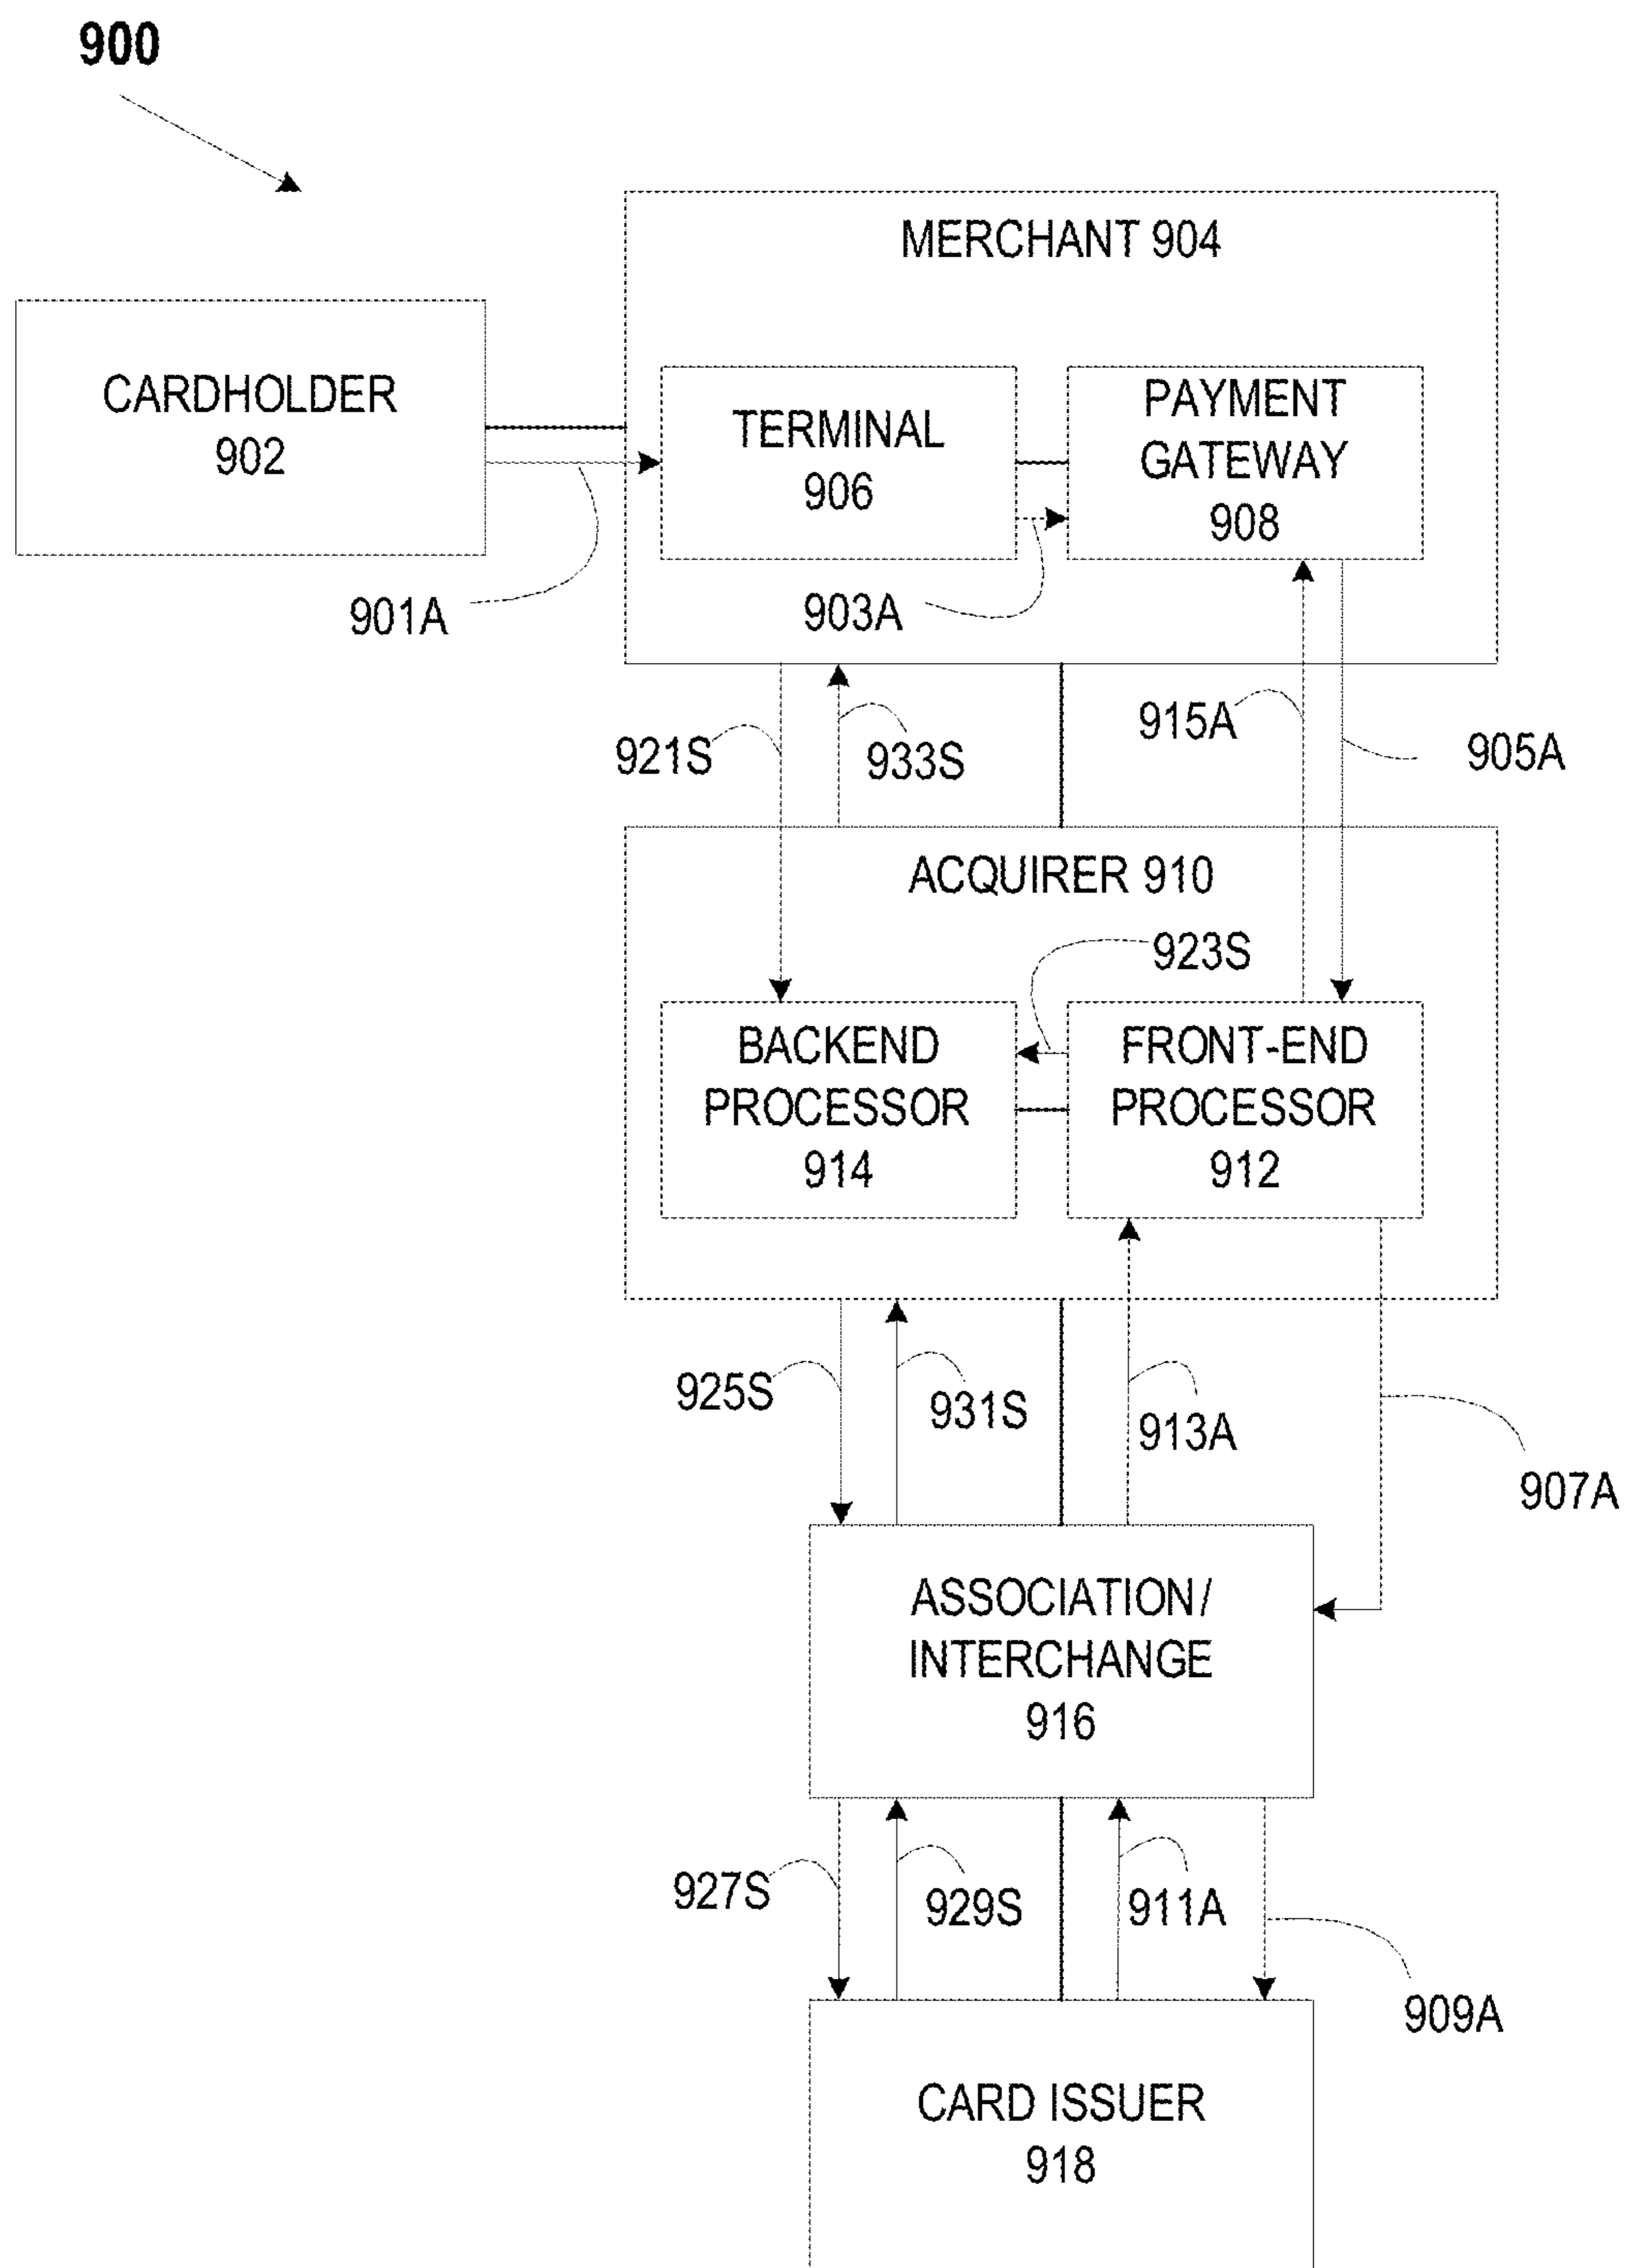 900
MERCHANT 904
CARDHOLDER
902
TERMINAL
906
PAYMENT
GATEWAY
908
901A
903A
921S
933S
915A
905A
ACQUIRER 910
923S
BACKEND
PROCESSOR
914
FRONT-END
PROCESSOR
912
925S
931S
913A
907A
ASSOCIATION/
INTERCHANGE
916
927S
929S
911A
909A
CARD ISSUER
918